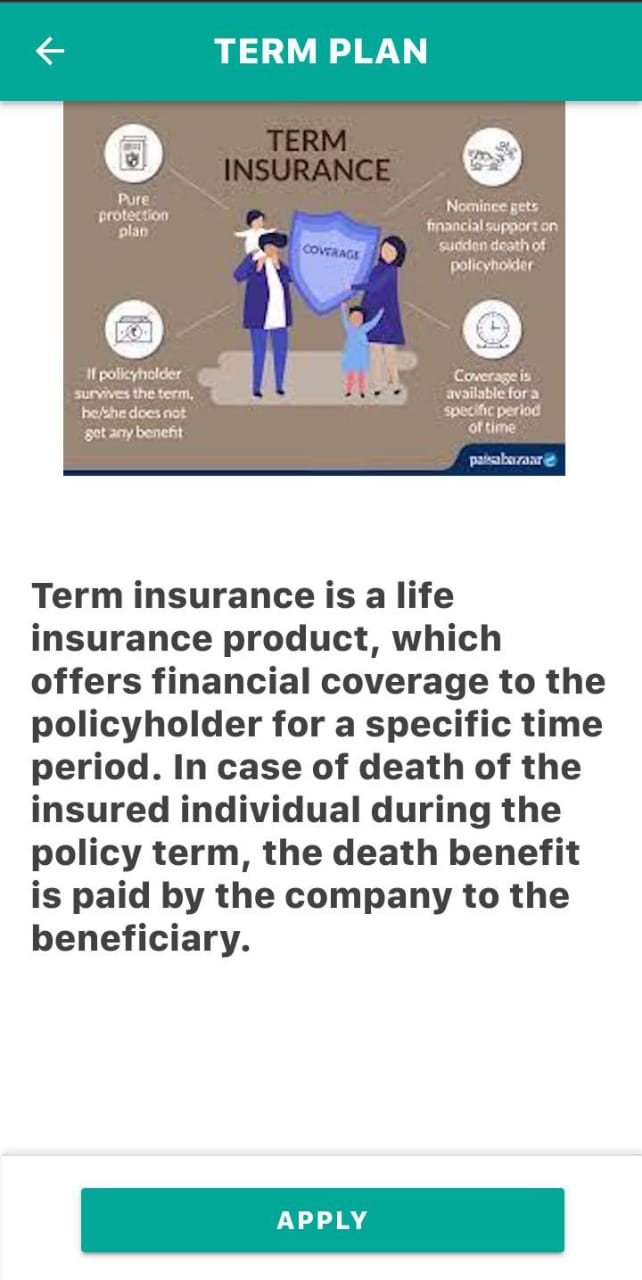 TERM PLAN
TERM
INSURANCE
Pure
protection
plan
Nominee gets
financial support on
sudden death of
policyholder
COVERAGE
If policyholder
survives the term,
he/she does not
get any benefit
Coverage is
available for a
specific period
of time
paisabazaar
Term insurance is a life
insurance product, which
offers financial coverage to the
policyholder for a specific time
period. In case of death of the
insured individual during the
policy term, the death benefit
is paid by the company to the
beneficiary.
APPLY